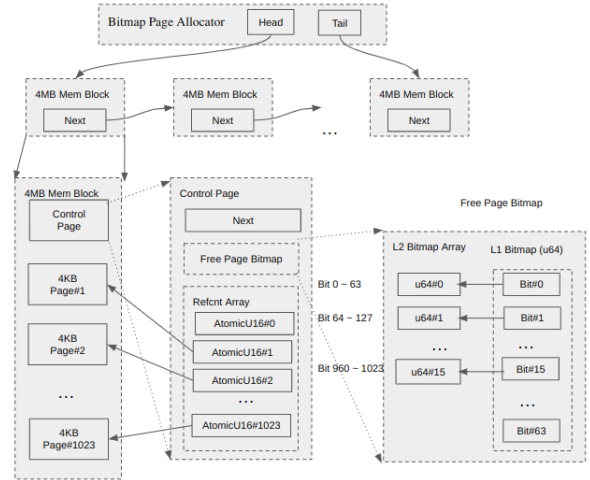 Bitmap Page Allocator
Head
Tail
4MB Mem Block
Next
4MB Mem Block
Next
...
4MB Mem Block
Next
4MB Mem Block
Control
Page
4KB
Page#1
4KB
Page#2
...
4KB
Page#1023
Control Page
Next
Free Page Bitmap
Refcnt Array
AtomicU16#0
AtomicU16#1
AtomicU16#2
...
AtomicU16#1023
Free Page Bitmap
Bit 0 ~ 63
Bit 64 ~ 127
Bit 960 ~ 1023
L2 Bitmap Array
u64#0
u64#1
...
u64#15
L1 Bitmap (u64)
Bit#0
Bit#1
...
Bit#15
...
Bit#63